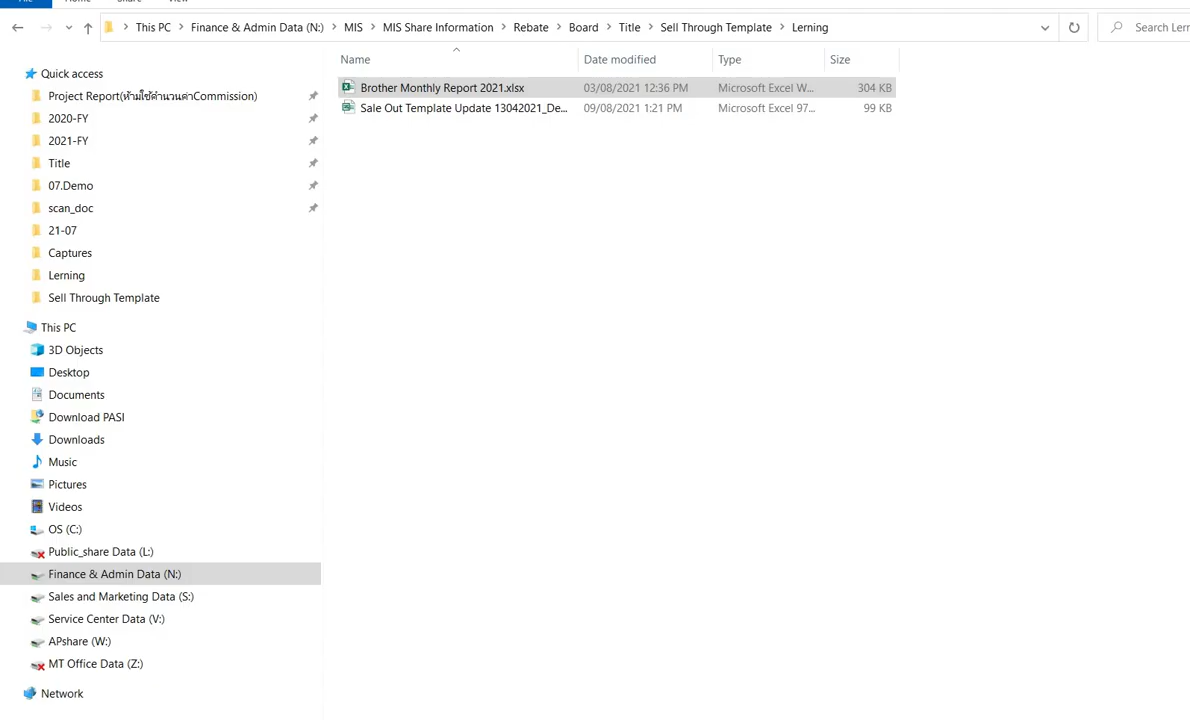 File Home Share View
This PC > Finance & Admin Data (N:) > MIS > MIS Share Information > Rebate > Board > Title > Sell Through Template > Lerning
Search Lern
Name Date modified Type Size
Brother Monthly Report 2021.xlsx 03/08/2021 12:36 PM Microsoft Excel W... 304 KB
Sale Out Template Update 13042021_De... 09/08/2021 1:21 PM Microsoft Excel 97... 99 KB
Quick access
Project Report(ห้ามใช้คำนวนค่าCommission)
2020-FY
2021-FY
Title
07.Demo
scan_doc
21-07
Captures
Lerning
Sell Through Template
This PC
3D Objects
Desktop
Documents
Download PASI
Downloads
Music
Pictures
Videos
OS (C:)
Public_share Data (L:)
Finance & Admin Data (N:)
Sales and Marketing Data (S:)
Service Center Data (V:)
APshare (W:)
MT Office Data (Z:)
Network